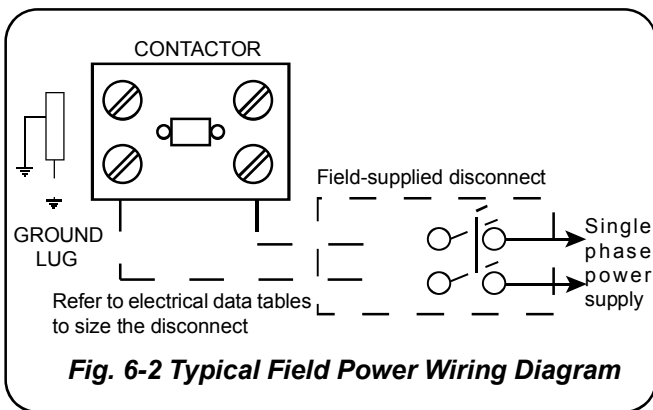 CONTACTOR
Field-supplied disconnect
GROUND
LUG
Single
phase
power
supply
Refer to electrical data tables
to size the disconnect
Fig. 6-2 Typical Field Power Wiring Diagram